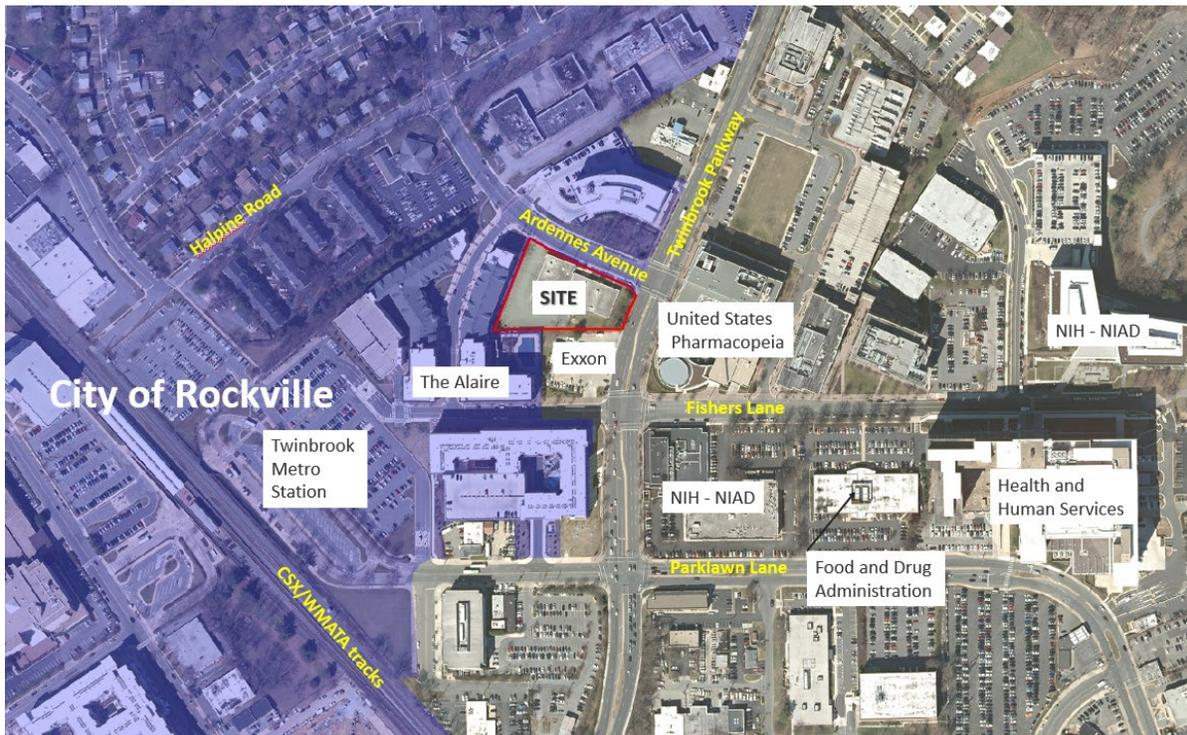 Halpine Road
Ardennes Avenue
Twinbrook Parkway
SITE
United States
Pharmacopeia
NIH - NIAD
Exxon
The Alaire
City of Rockville
Fishers Lane
Twinbrook
Metro
Station
NIH - NIAD
Health and
Human Services
Parklawn Lane
Food and Drug
Administration
CSX/WMATA tracks